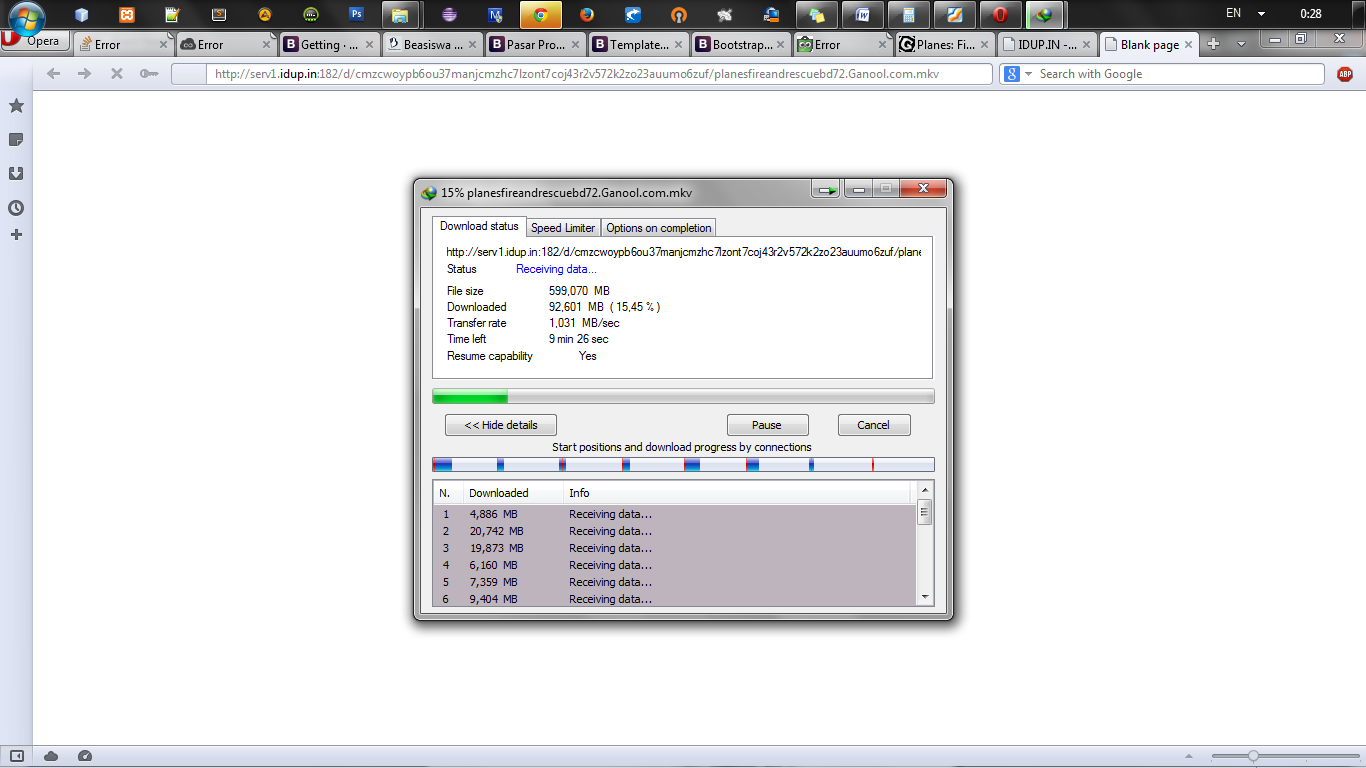 EN 0:28
Opera Error Error Getting · ... Beasiswa ... Pasar Pro... Template... Bootstrap... Error Planes: Fi... IDUP.IN -... Blank page
http://serv1.idup.in:182/d/cmzcwoypb6ou37manjcmzhc7lzont7coj43r2v572k2zo23auumo6zuf/planesfireandrescuebd72.Ganool.com.mkv
Search with Google
ABP
15% planesfireandrescuebd72.Ganool.com.mkv
Download status Speed Limiter Options on completion
http://serv1.idup.in:182/d/cmzcwoypb6ou37manjcmzhc7lzont7coj43r2v572k2zo23auumo6zuf/plane
Status Receiving data...
File size 599,070 MB
Downloaded 92,601 MB ( 15,45 % )
Transfer rate 1,031 MB/sec
Time left 9 min 26 sec
Resume capability Yes
<< Hide details Pause Cancel
Start positions and download progress by connections
N. Downloaded Info
1 4,886 MB Receiving data...
2 20,742 MB Receiving data...
3 19,873 MB Receiving data...
4 6,160 MB Receiving data...
5 7,359 MB Receiving data...
6 9,404 MB Receiving data...